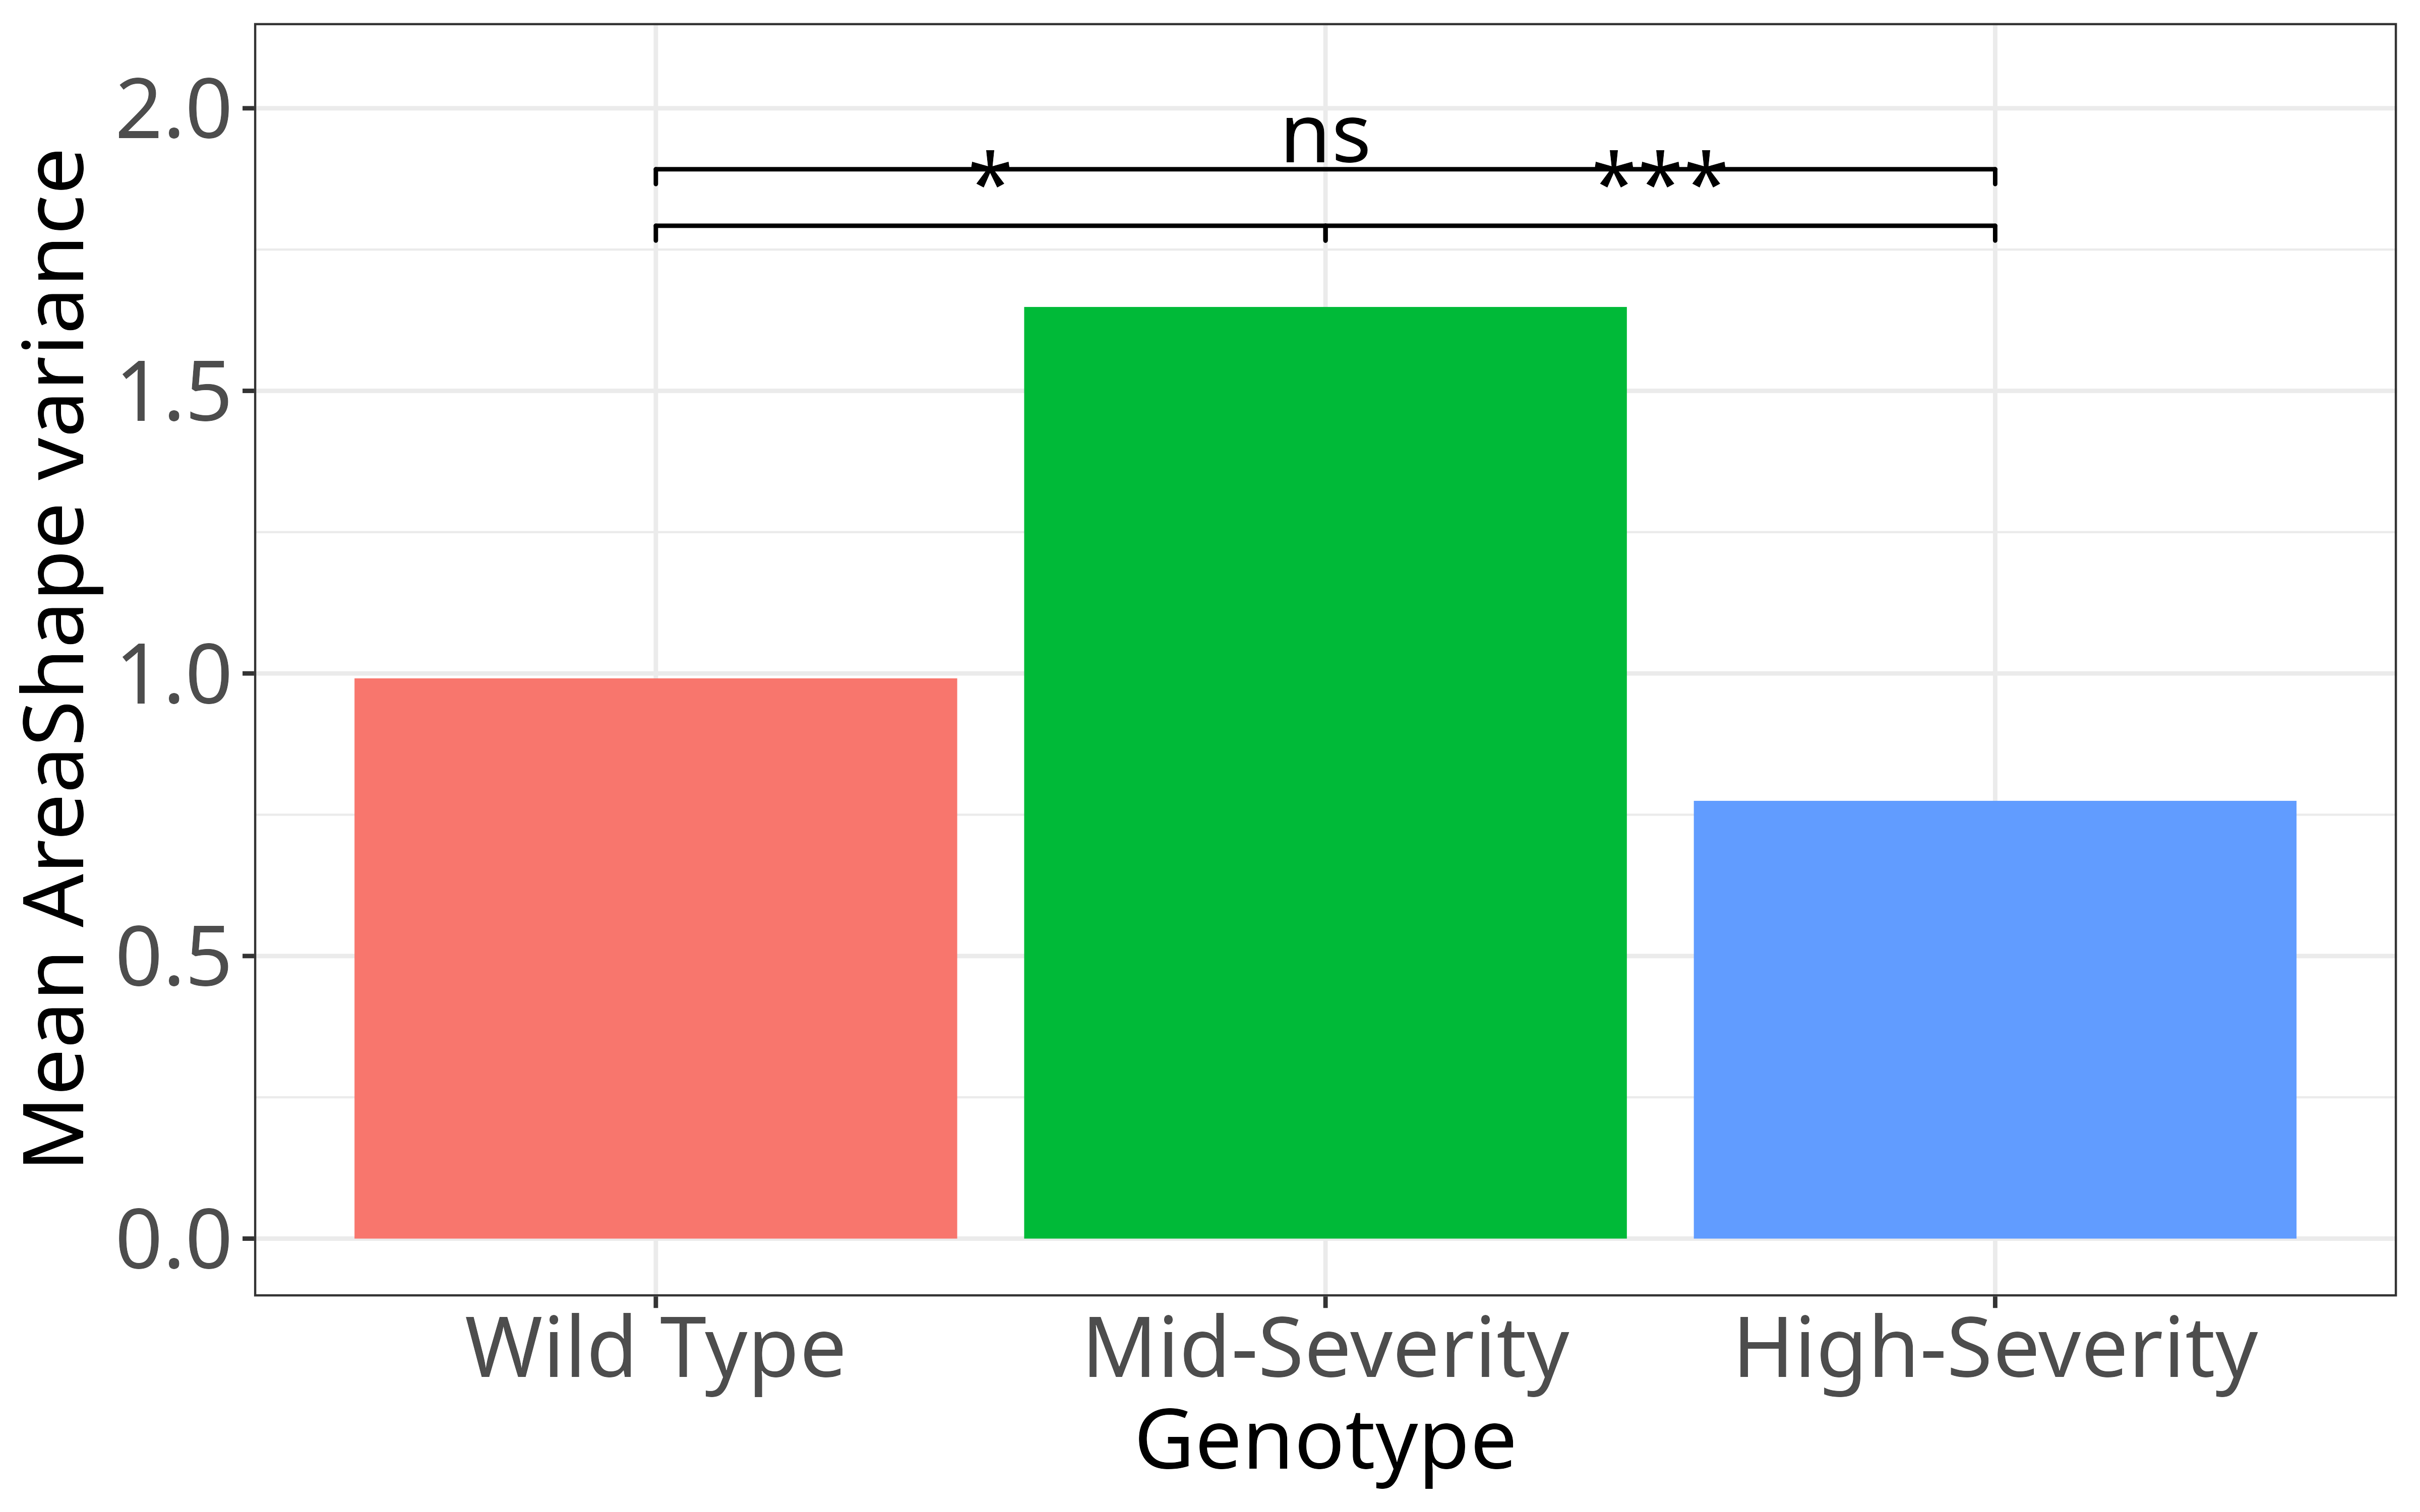 Mean AreaShape variance
2.0
1.5
1.0
0.5
0.0
ns
* ***
Wild Type Mid-Severity High-Severity
Genotype